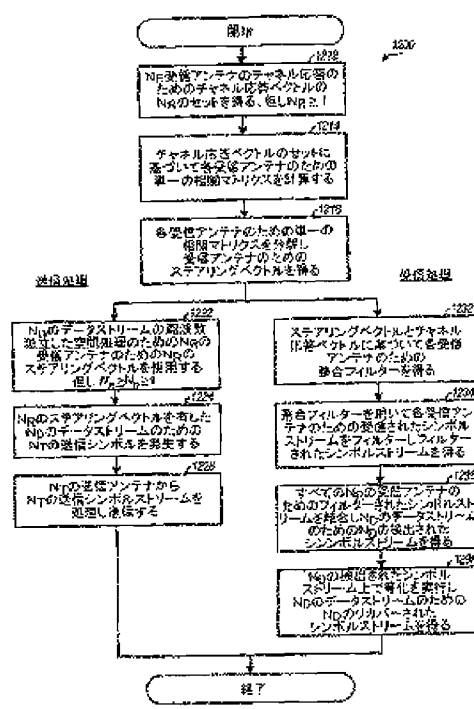 開始
1200
1212
NR受信アンテナのチャネル応答の
ためのチャネル応答ベクトルの
NRのセットを得る、但しNR≧1
1214
チャネル応答ベクトルのセットに
基づいて各受信アンテナのための
単一の相関マトリクスを計算する
1216
各受信アンテナのための単一の
相関マトリクスを分解し
受信アンテナのための
ステアリングベクトルを得る
送信処理
1222
NDのデータストリームの周波数
独立した空間処理のためのNRの
受信アンテナのためのNRの
ステアリングベクトルを使用する
但しNR≧ND≧1
1224
NRのステアリングベクトルを有した
NDのデータストリームのための
NTの送信シンボルを発生する
1226
NTの送信アンテナから
NTの送信シンボルストリームを
処理し送信する
受信処理
1232
ステアリングベクトルとチャネル
応答ベクトルに基づいて各受信
アンテナのための
整合フィルターを得る
1234
整合フィルターを用いて各受信アン
テナのための受信されたシンボル
ストリームをフィルターしフィルター
されたシンボルストリームを得る
すべてのNRの受信アンテナの
ためのフィルターされたシンボルスト
リームを結合しNDのデータストリーム
のためのNDの検出された
シンボルストリームを得る
NDの検出されたシンボル
ストリーム上で等化を実行し
NDのデータストリームのための
NDのリカバーされた
シンボルストリームを得る
終了